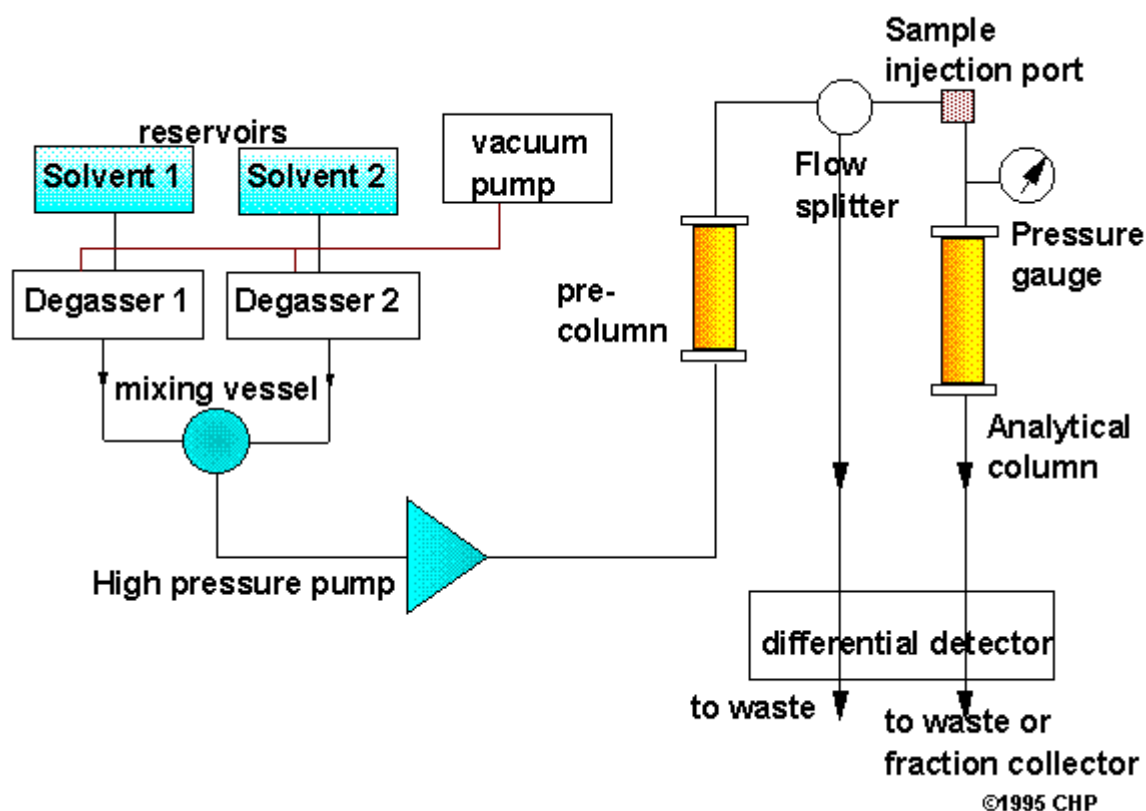 Sample
injection port
reservoirs
vacuum
pump
Solvent 1
Solvent 2
Flow
splitter
Pressure
gauge
Degasser 1
Degasser 2
pre-
column
mixing vessel
Analytical
column
High pressure pump
differential detector
to waste
to waste or
fraction collector
©1995 CHP